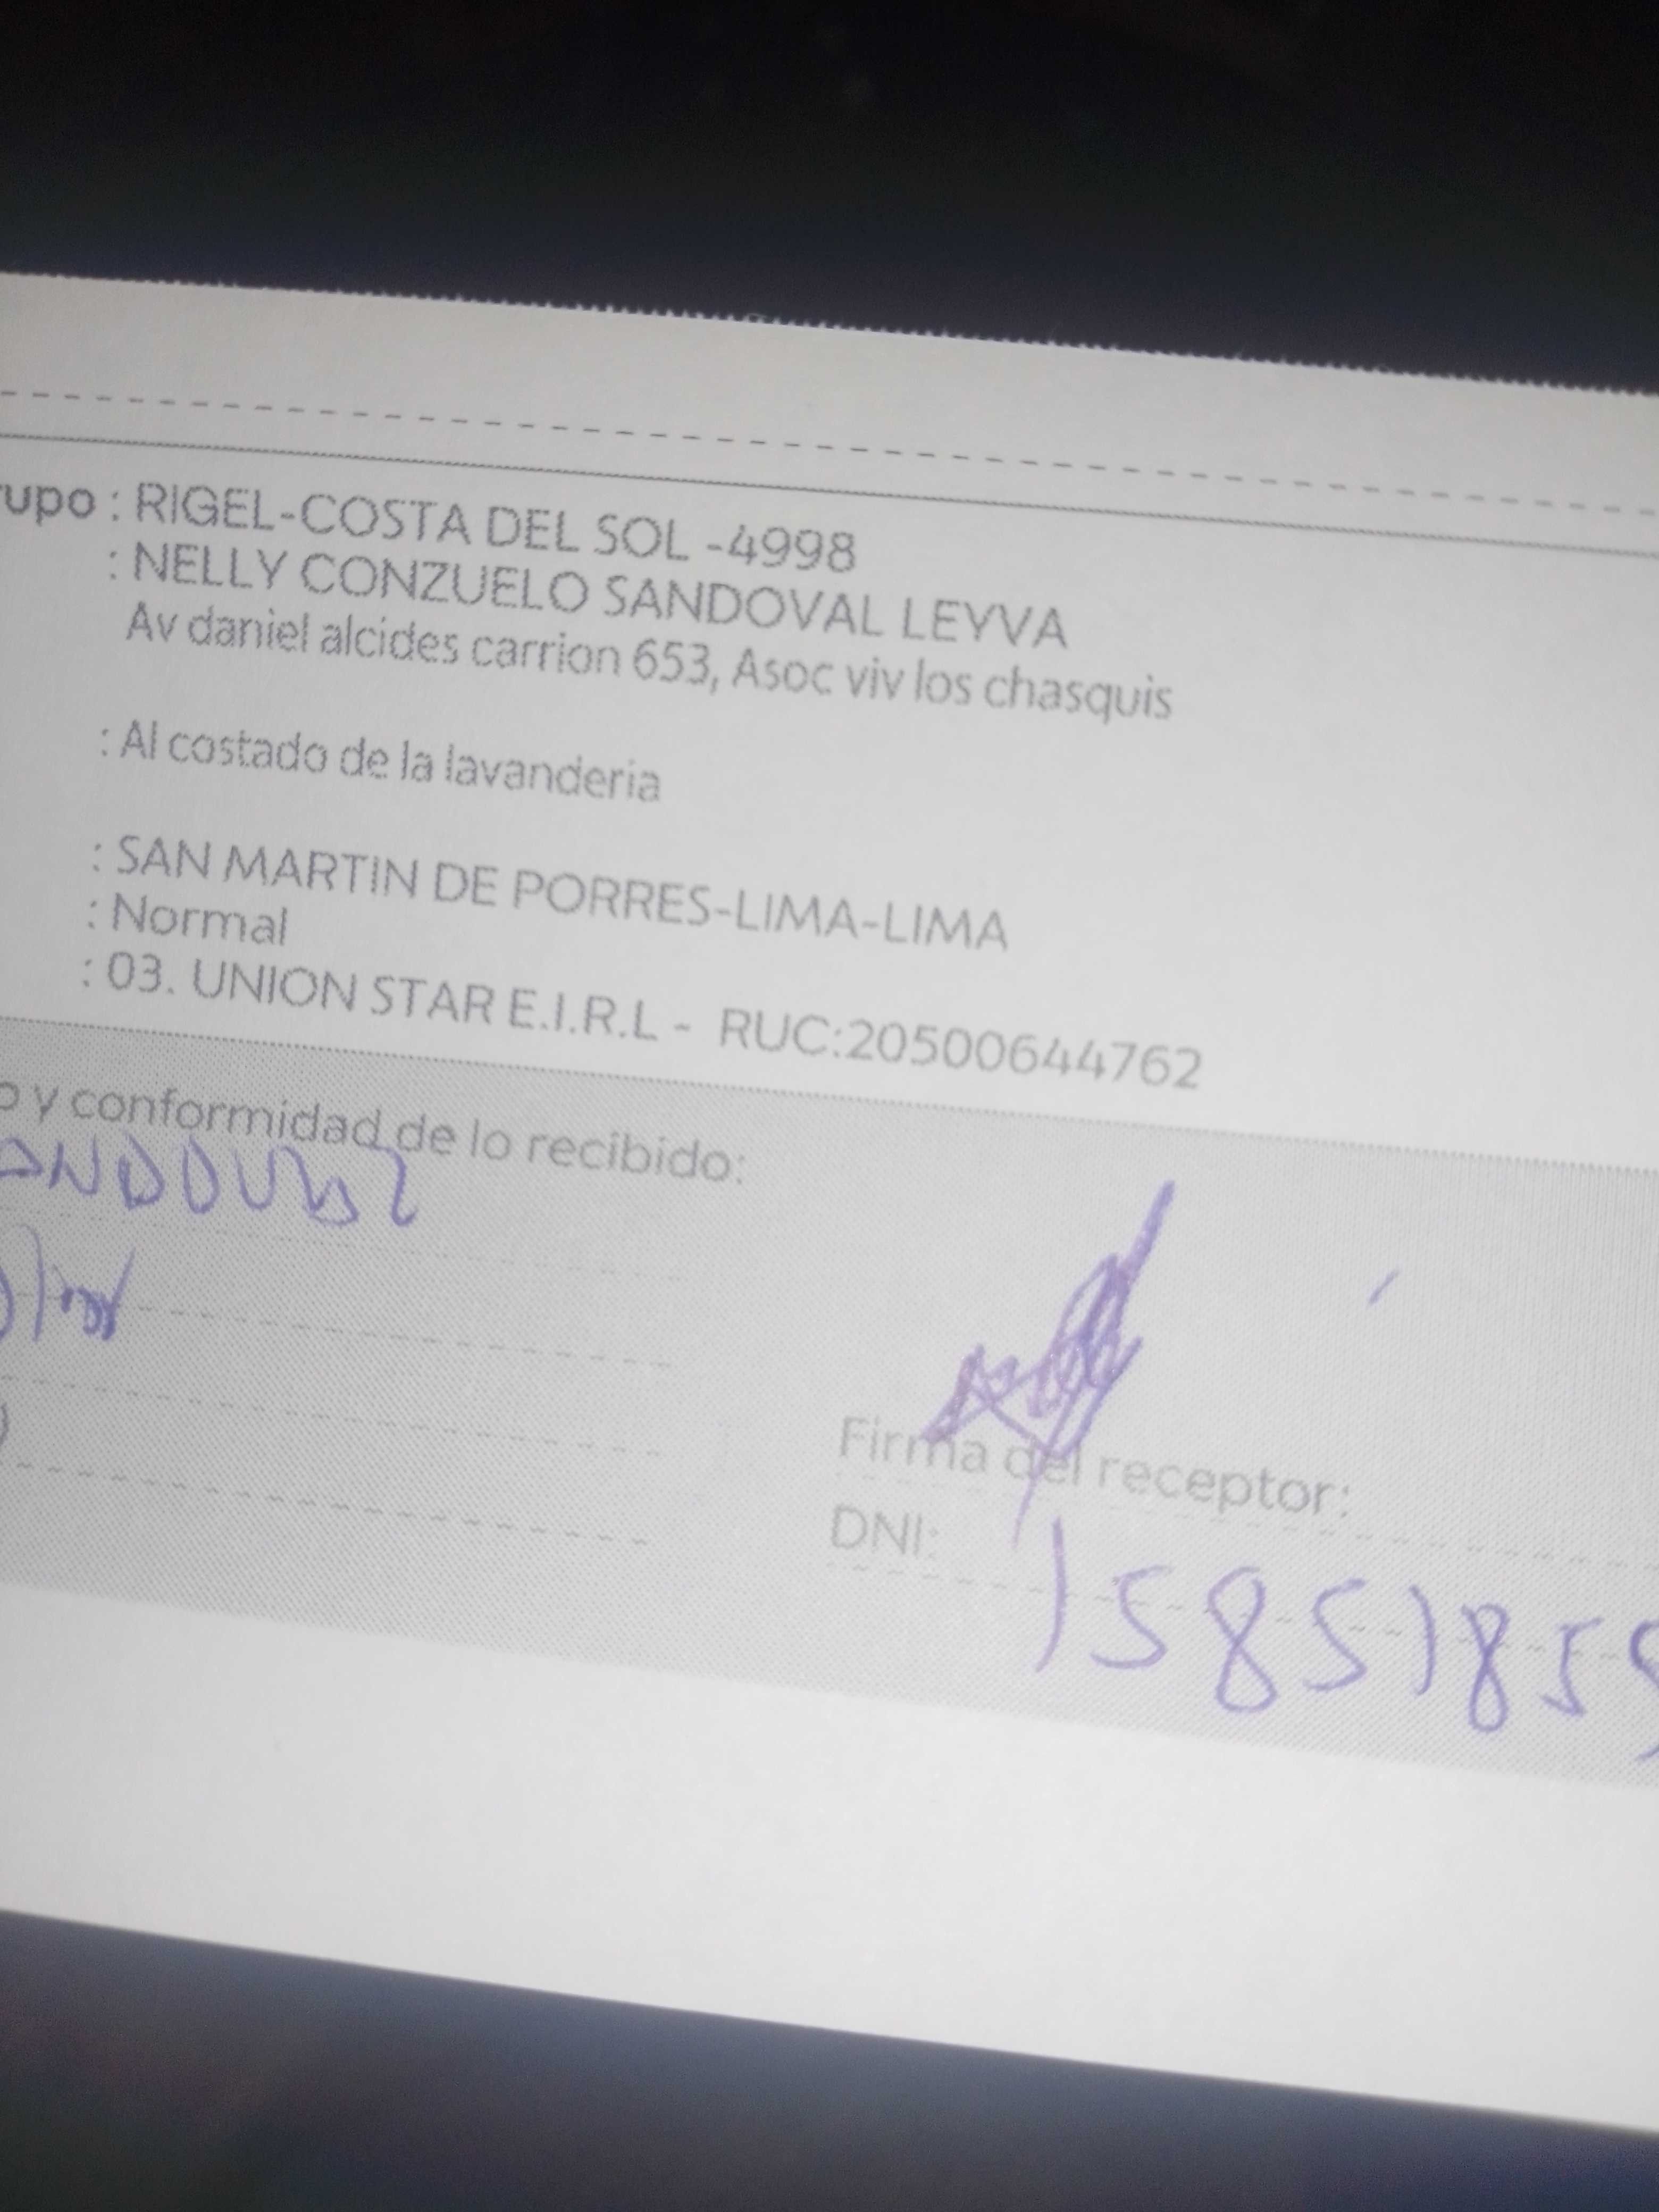 rupo : RIGEL-COSTA DEL SOL -4998
: NELLY CONZUELO SANDOVAL LEYVA
Av daniel alcides carrion 653, Asoc viv los chasquis
: Al costado de la lavanderia
: SAN MARTIN DE PORRES-LIMA-LIMA
: Normal
: 03. UNION STAR E.I.R.L - RUC:20500644762
o y conformidad de lo recibido:
Firma del receptor:
DNI: 1585185